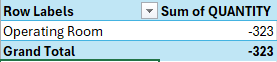 Row Labels Sum of QUANTITY
Operating Room -323
Grand Total -323